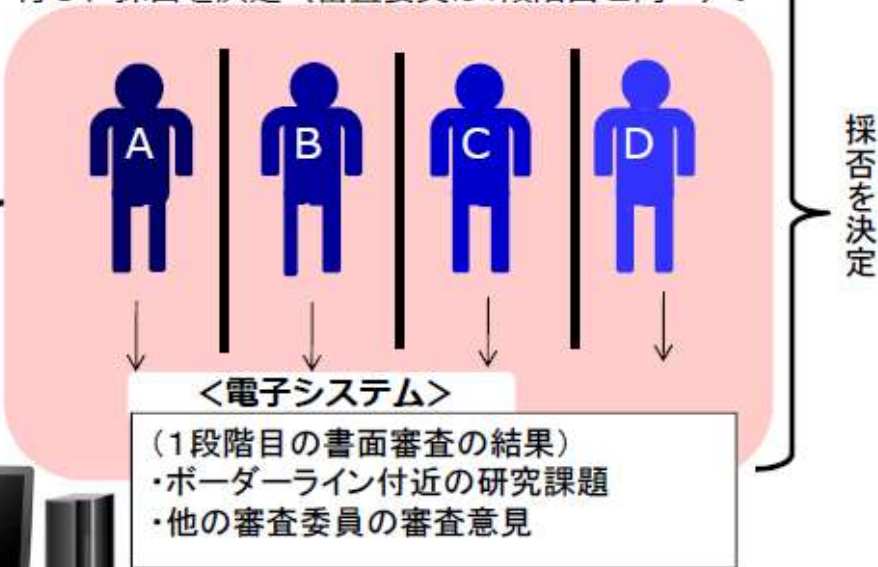 A
B
C
D
採否を決定
＜電子システム＞
（１段階目の書面審査の結果）
・ボーダーライン付近の研究課題
・他の審査委員の審査意見